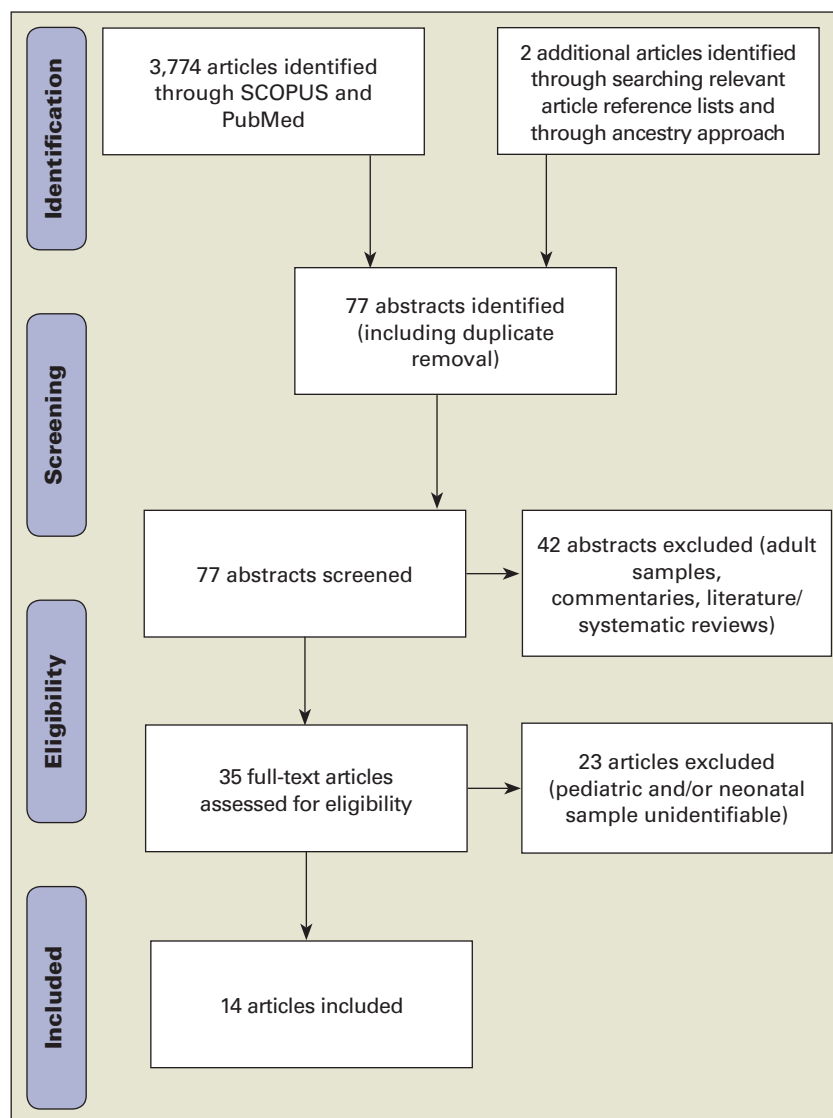 Identification
3,774 articles identified
through SCOPUS and
PubMed
2 additional articles identified
through searching relevant
article reference lists and
through ancestry approach
77 abstracts identified
(including duplicate
removal)
Screening
77 abstracts screened
42 abstracts excluded (adult
samples,
commentaries, literature/
systematic reviews)
Eligibility
35 full-text articles
assessed for eligibility
23 articles excluded
(pediatric and/or neonatal
sample unidentifiable)
Included
14 articles included